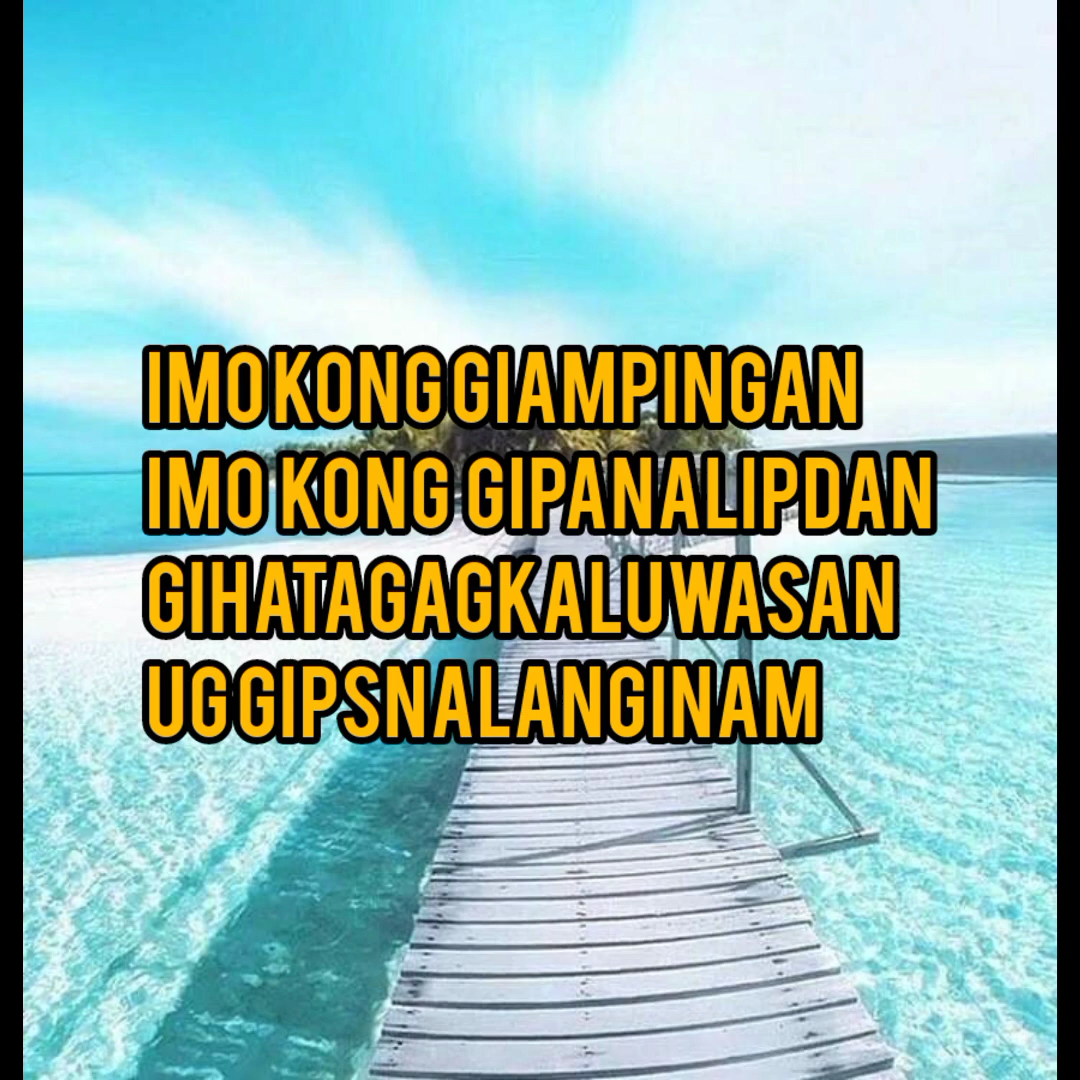 IMO KONG GIAMPINGAN
IMO KONG GIPANALIPDAN
GIHATAGAG KALUWASAN
UG GIPSNALANGINAM